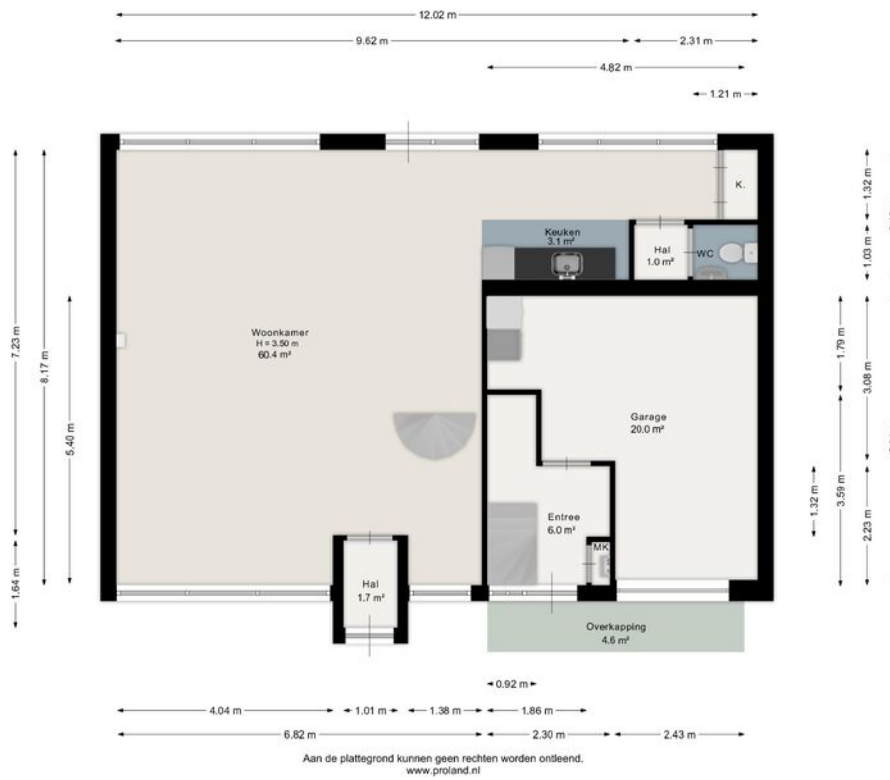 12.02 m
9.62 m
2.31 m
4.82 m
1.21 m
7.23 m
8.17 m
5.40 m
1.64 m
1.32 m
1.03 m
1.79 m
3.08 m
3.59 m
1.32 m
2.23 m
K.
Keuken
3.1 m²
Hal
1.0 m²
WC
Woonkamer
H = 3.50 m
60.4 m²
Garage
20.0 m²
Entree
6.0 m²
MK
Hal
1.7 m²
Overkapping
4.6 m²
0.92 m
4.04 m
1.01 m
1.38 m
1.86 m
6.82 m
2.30 m
2.43 m
Aan de plattegrond kunnen geen rechten worden ontleend.
www.proland.nl